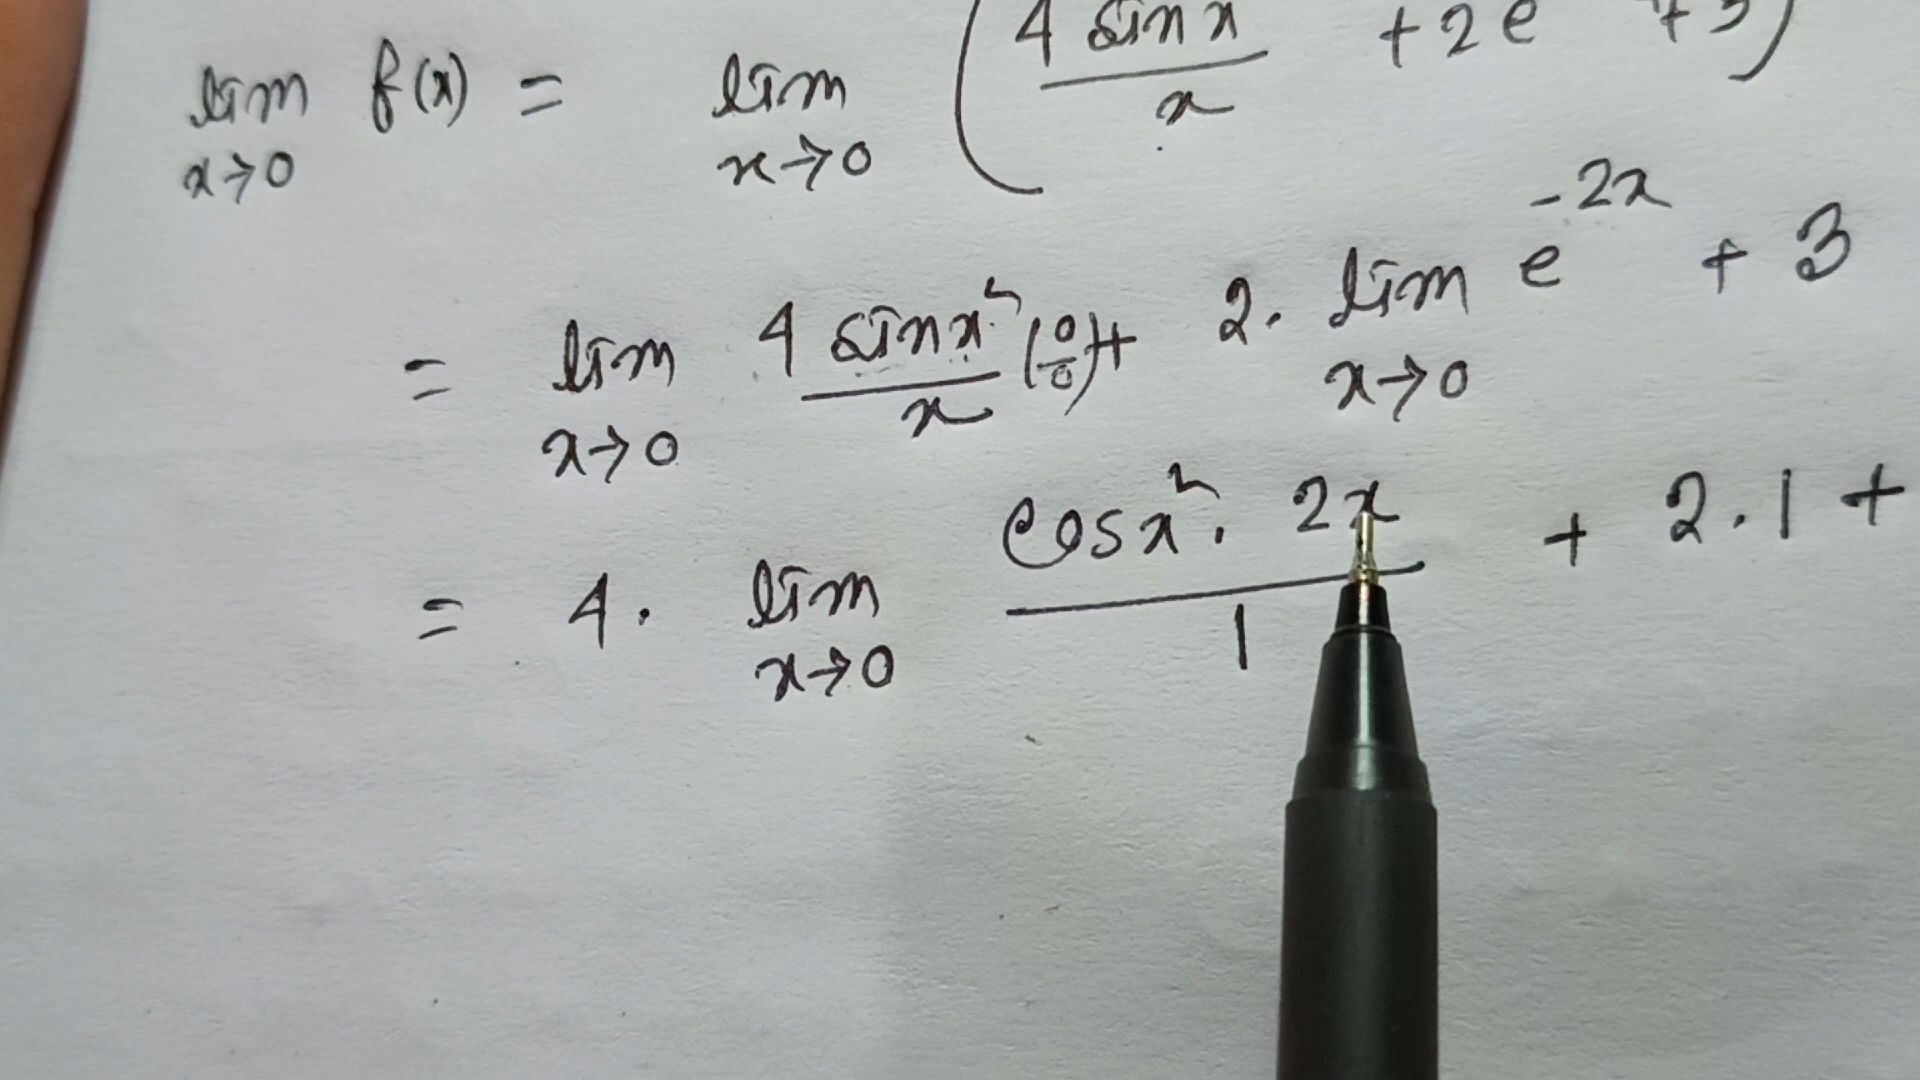 lim f(x) = lim (4 sin x / x + 2e + 3)
x→0 x→0
= lim 4 sin x² / x (0/0) + 2. lim e^-2x + 3
x→0 x→0
= 4. lim cos x². 2x / 1 + 2.1 +
x→0